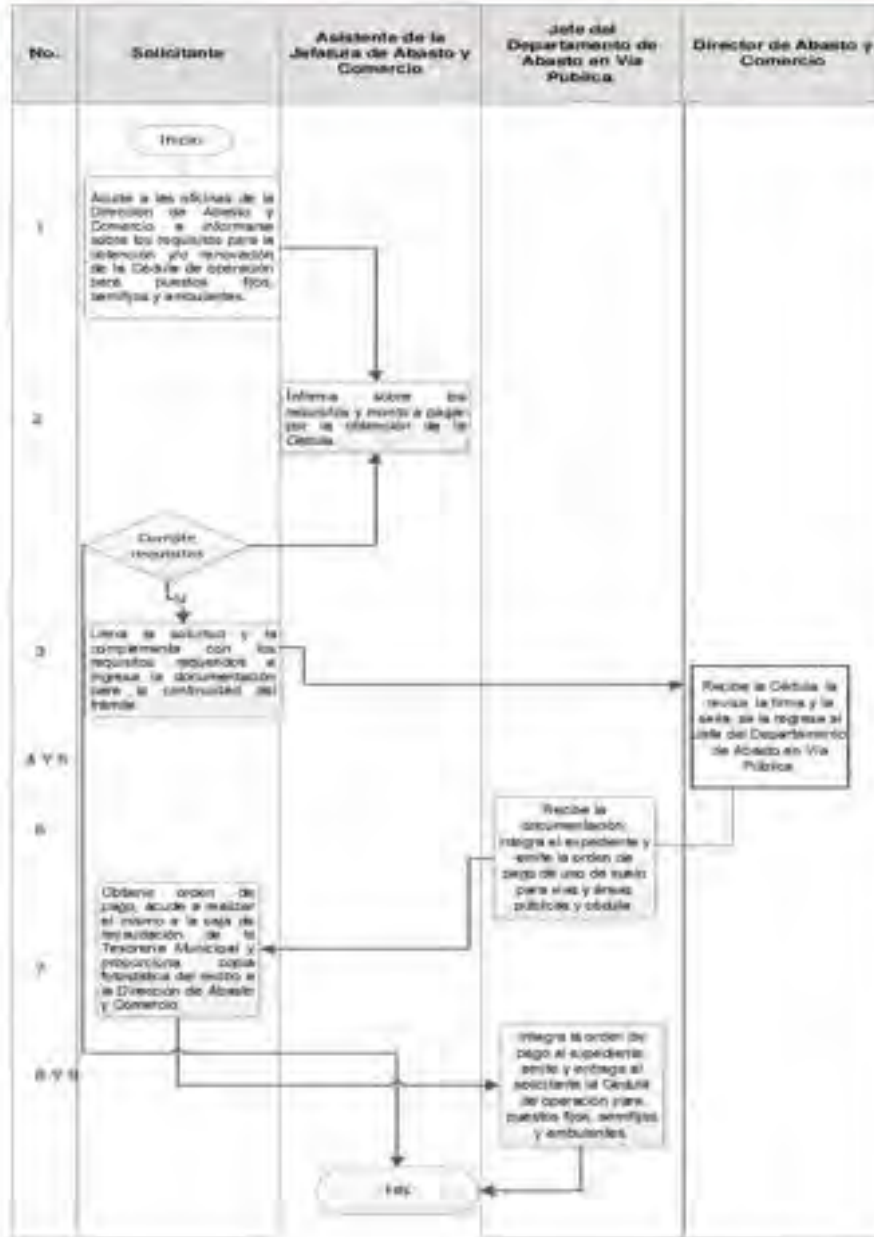 No.
Solicitante
Asistente de la
Jefatura de Abasto y
Comercio
Jefe del
Departamento de
Abasto en Vía
Pública
Director de Abasto y
Comercio
Inicio
1
Acude a las oficinas de la
Dirección de Abasto y
Comercio e informarse
sobre los requisitos para la
obtención y/o renovación
de la Cédula de operación
para puestos fijos,
semifijos y ambulantes.
2
Informa sobre los
requisitos y monto a pagar
por la obtención de la
Cédula.
Cumple
requisitos
3
Llena la solicitud y la
complementa con los
requisitos requeridos e
ingresa la documentación
para la continuidad del
trámite
Recibe la Cédula la
revisa, la firma y la
sella, se la regresa al
Jefe del Departamento
de Abasto en Vía
Pública
4 Y 5
6
Recibe la
documentación,
integra el expediente y
emite la orden de
pago de uso de suelo
para vías y áreas
públicas y cédula
Obtiene orden de
pago, acude a realizar
el mismo a la caja de
recaudación de la
Tesorería Municipal y
proporciona copia
fotostática del recibo a
la Dirección de Abasto
y Comercio
7
8 Y 9
Integra la orden de
pago al expediente,
emite y entrega al
solicitante la Cédula
de operación para
puestos fijos, semifijos
y ambulantes.
Fin